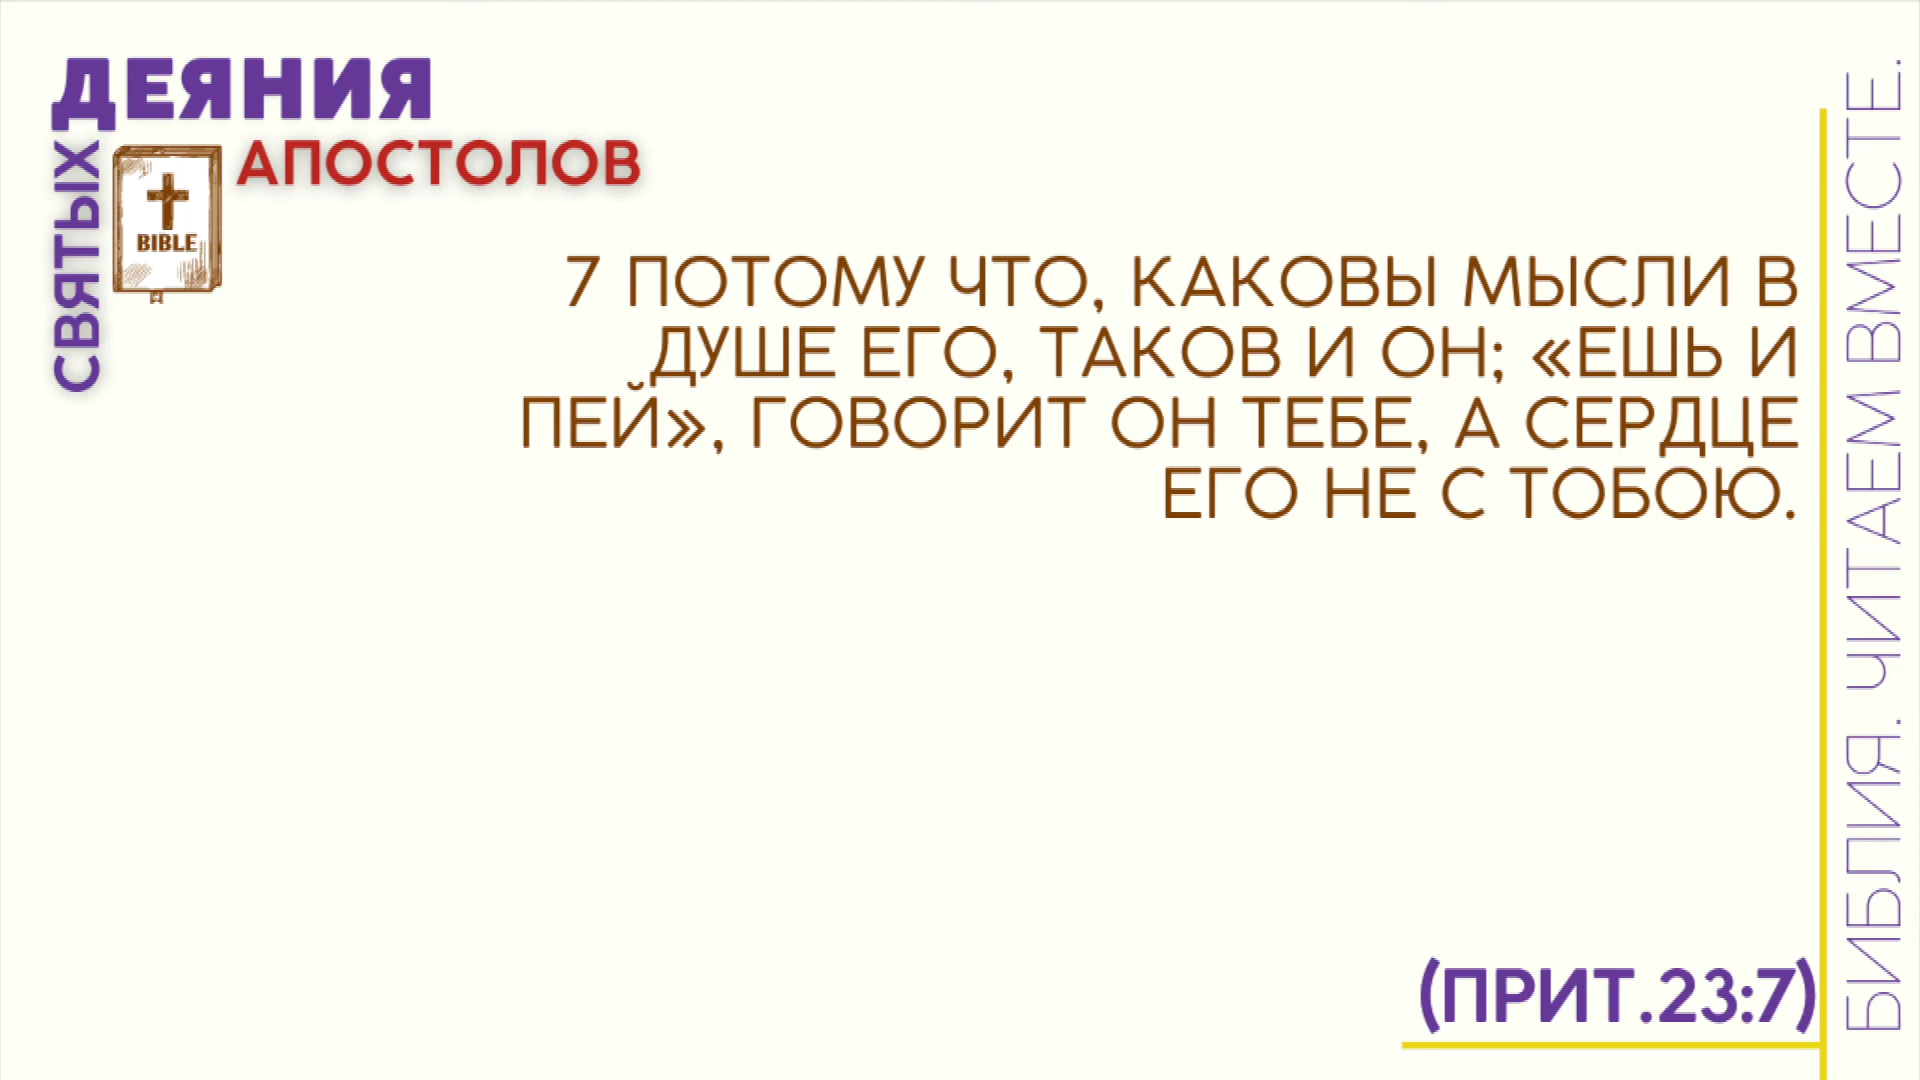 ДЕЯНИЯ
СВЯТЫХ
АПОСТОЛОВ
BIBLE
7 ПОТОМУ ЧТО, КАКОВЫ МЫСЛИ В
ДУШЕ ЕГО, ТАКОВ И ОН; «ЕШЬ И
ПЕЙ», ГОВОРИТ ОН ТЕБЕ, А СЕРДЦЕ
ЕГО НЕ С ТОБОЮ.
(ПРИТ.23:7)
БИБЛИЯ. ЧИТАЕМ ВМЕСТЕ.